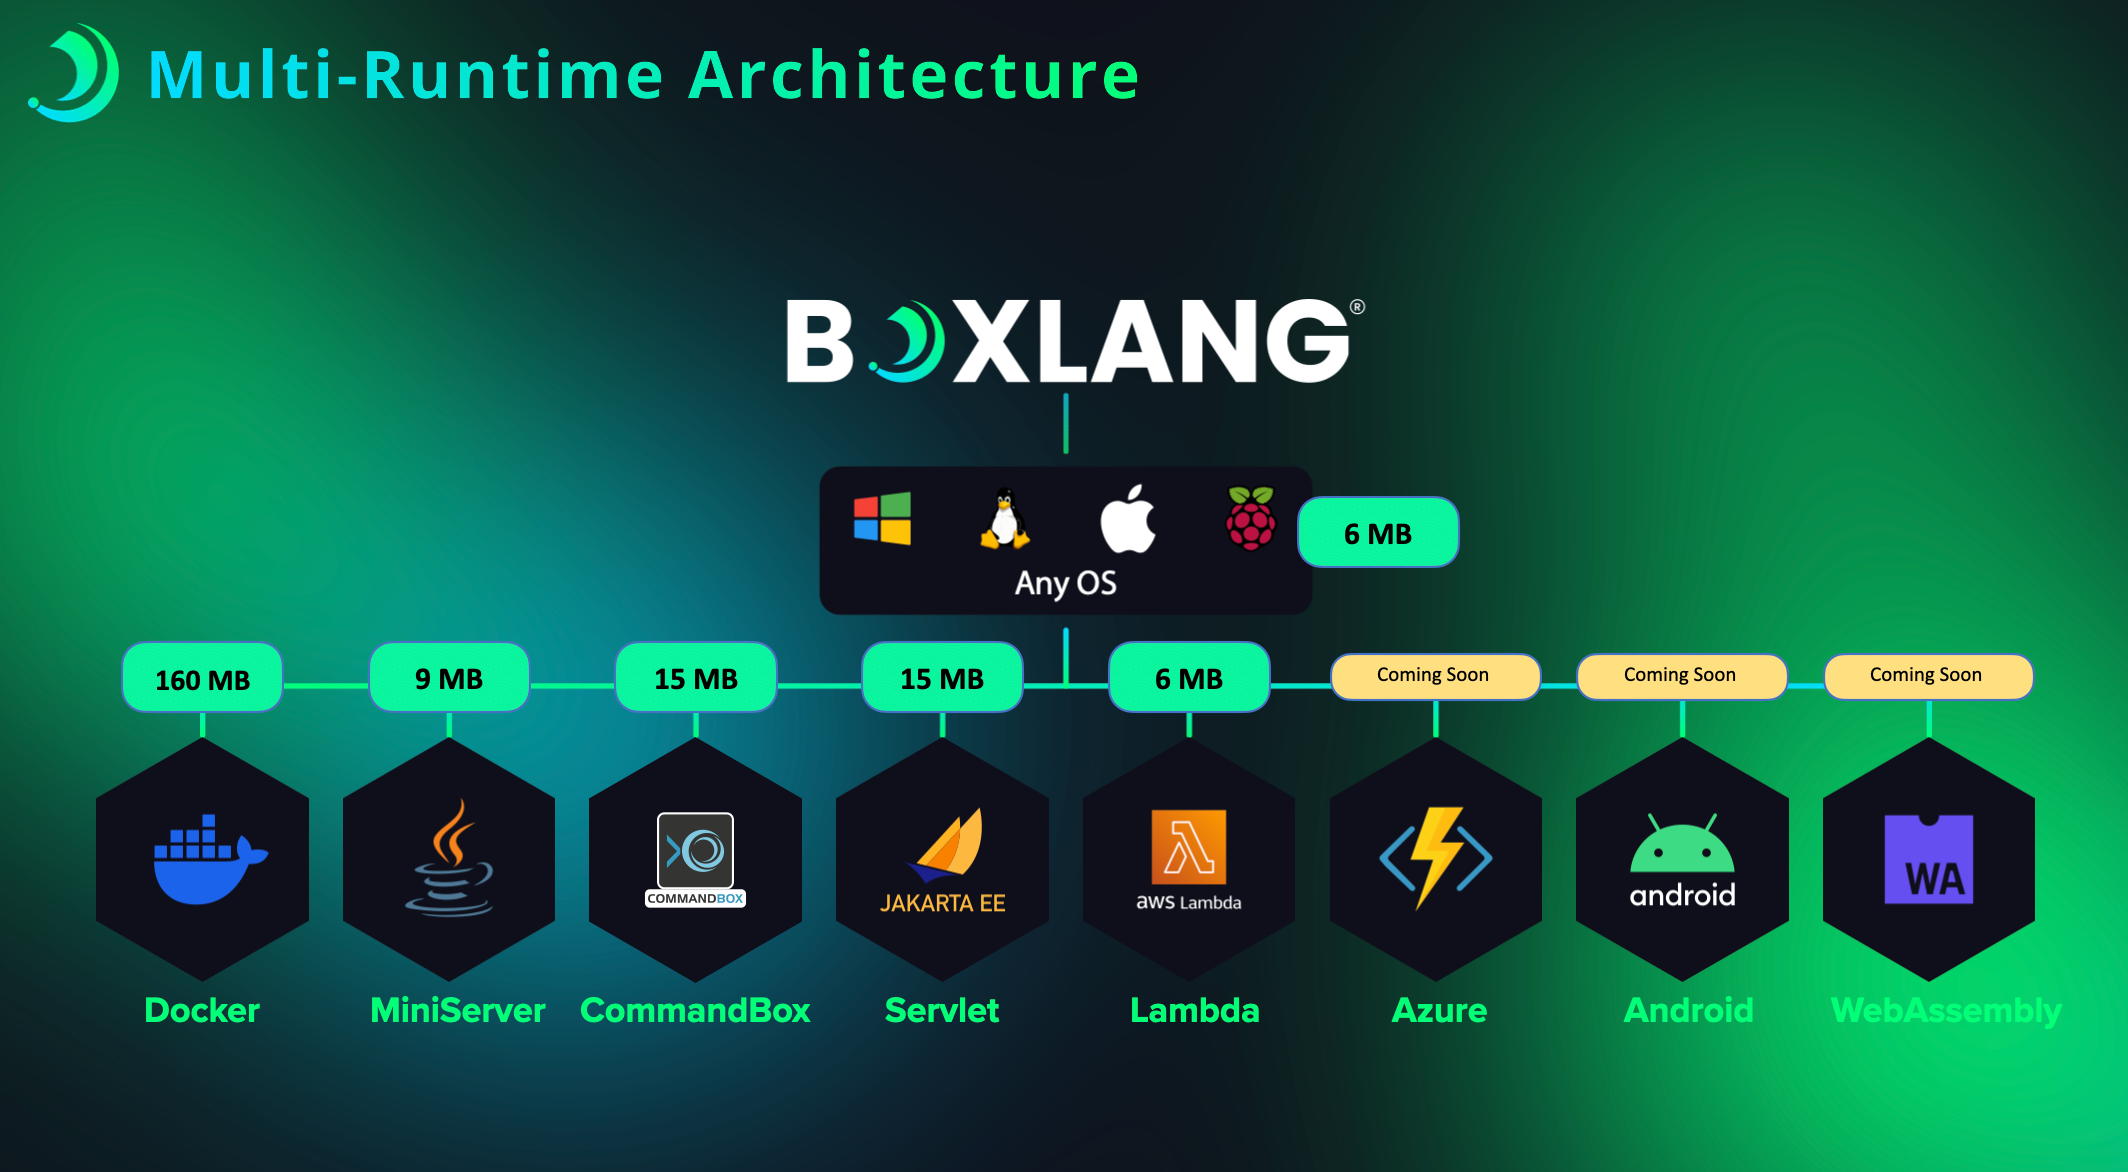 Multi-Runtime Architecture
BOXLANG®
6 MB
Any OS
160 MB
9 MB
15 MB
15 MB
6 MB
Coming Soon
Coming Soon
Coming Soon
COMMANDBOX
JAKARTA EE
aws Lambda
android
WA
Docker
MiniServer
CommandBox
Servlet
Lambda
Azure
Android
WebAssembly